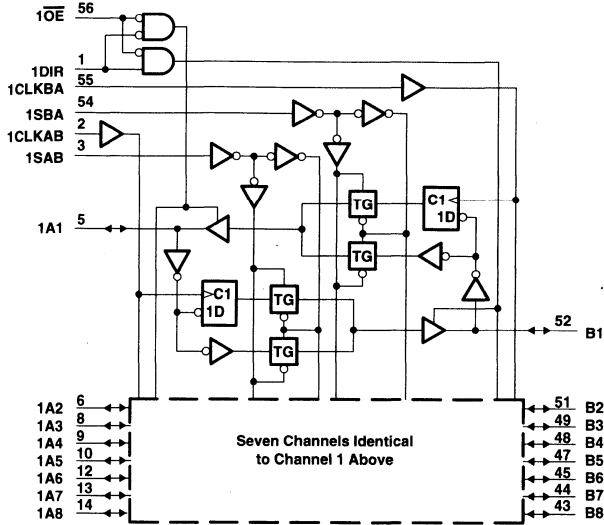 1OE 56
1DIR 1
1CLKBA 55
1SBA 54
1CLKAB 2
1SAB 3
1A1 5
TG
C1
1D
TG
C1
1D
TG
TG
52 B1
1A2 6
1A3 8
1A4 9
1A5 10
1A6 12
1A7 13
1A8 14
Seven Channels Identical
to Channel 1 Above
51 B2
49 B3
48 B4
47 B5
45 B6
44 B7
43 B8